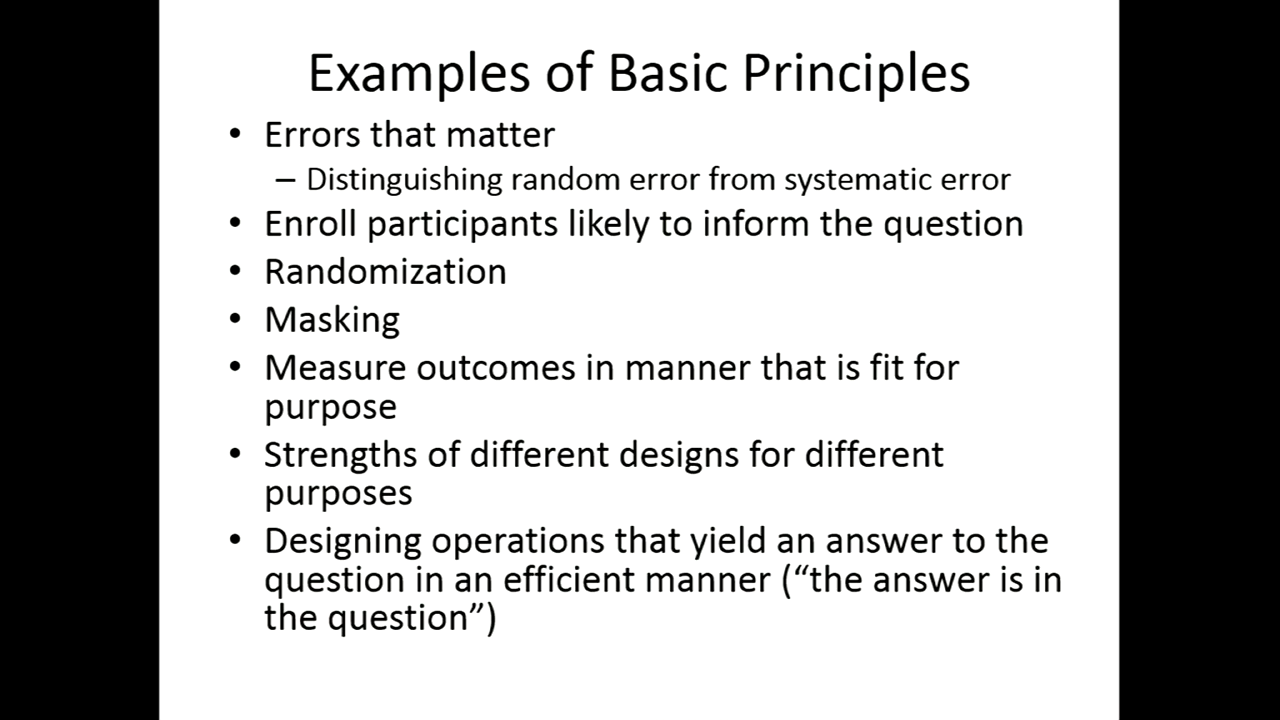 Examples of Basic Principles
• Errors that matter
– Distinguishing random error from systematic error
• Enroll participants likely to inform the question
• Randomization
• Masking
• Measure outcomes in manner that is fit for
purpose
• Strengths of different designs for different
purposes
• Designing operations that yield an answer to the
question in an efficient manner (“the answer is in
the question”)